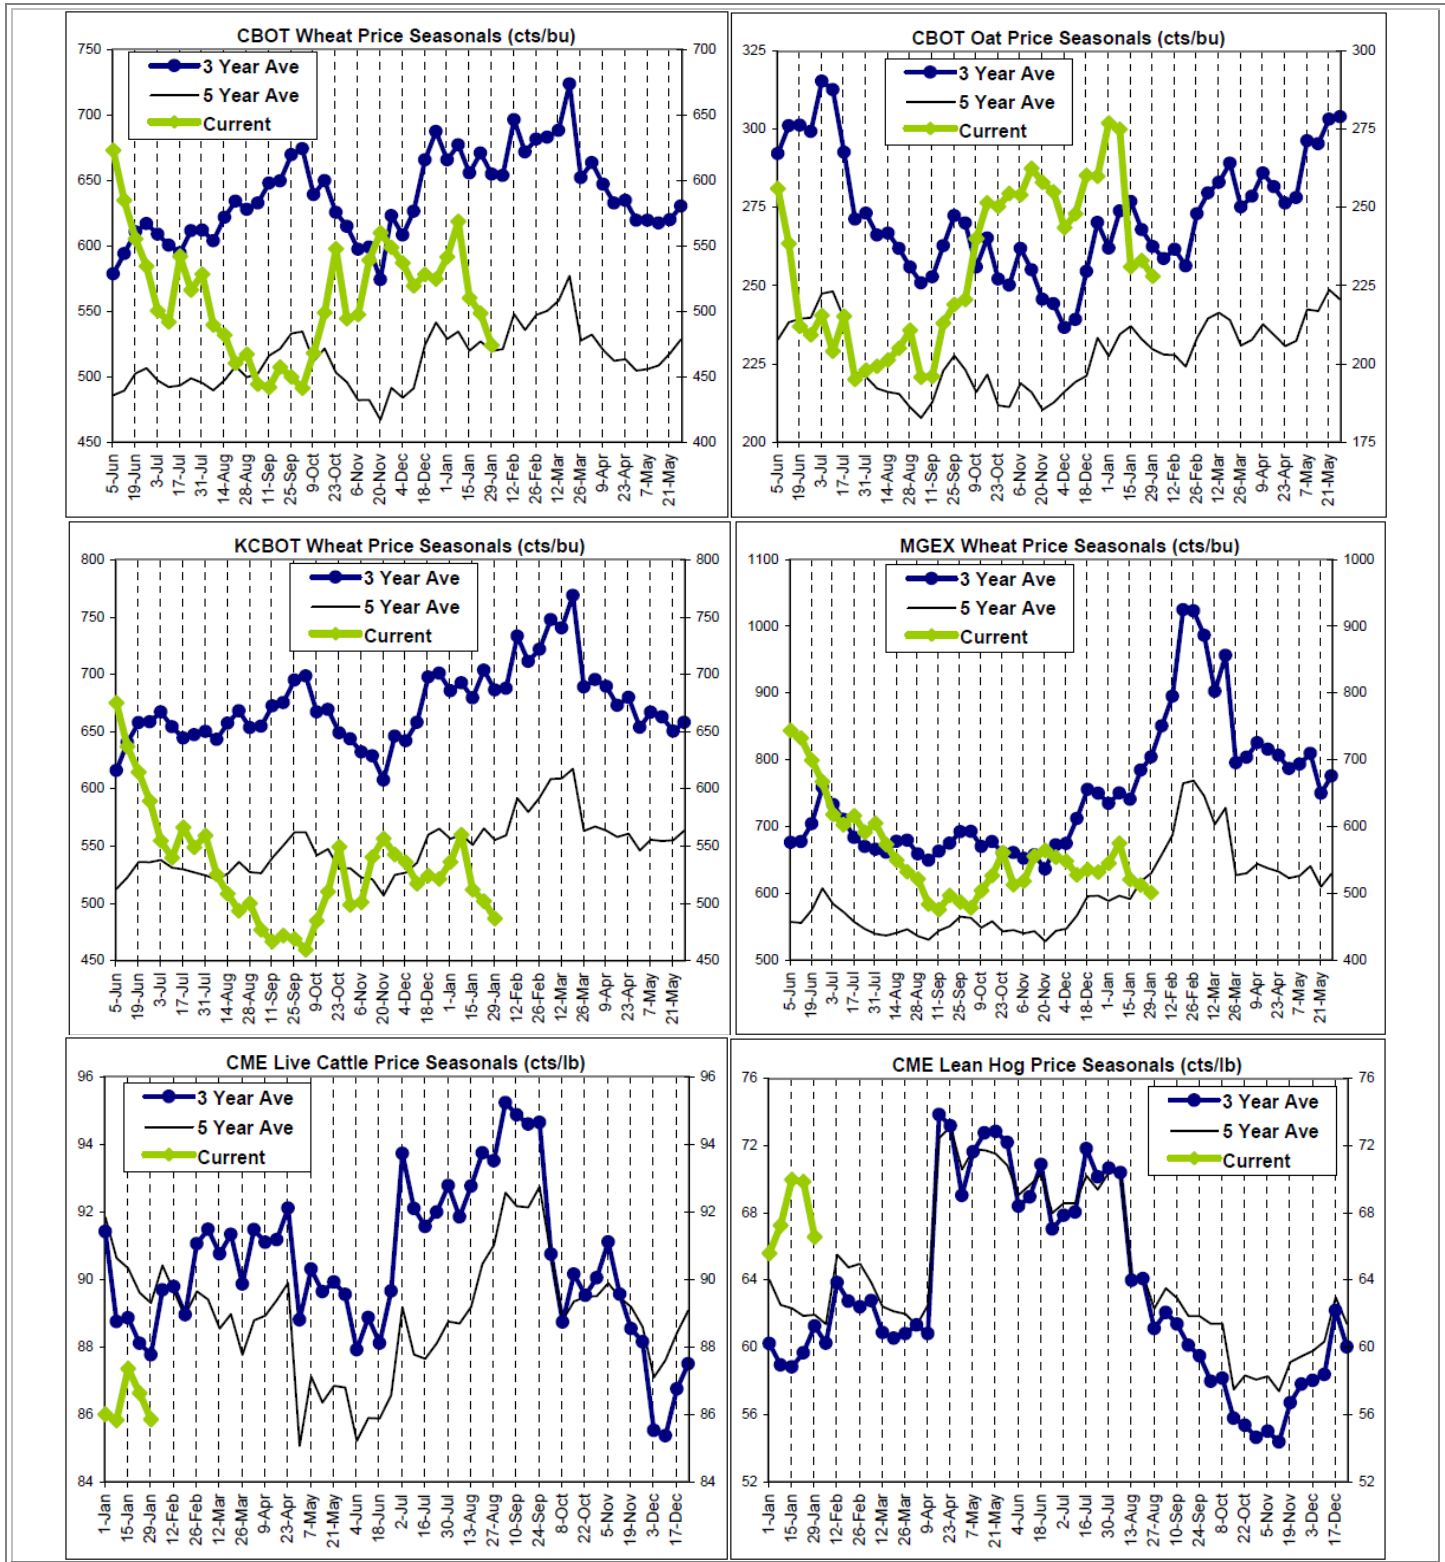 CBOT Wheat Price Seasonals (cts/bu)
3 Year Ave
5 Year Ave
Current
750
700
650
600
550
500
450
700
650
600
550
500
450
400
5-Jun
19-Jun
3-Jul
17-Jul
31-Jul
14-Aug
28-Aug
11-Sep
25-Sep
9-Oct
23-Oct
6-Nov
20-Nov
4-Dec
18-Dec
1-Jan
15-Jan
29-Jan
12-Feb
26-Feb
12-Mar
26-Mar
9-Apr
23-Apr
7-May
21-May
CBOT Oat Price Seasonals (cts/bu)
3 Year Ave
5 Year Ave
Current
325
300
275
250
225
200
300
275
250
225
200
175
5-Jun
19-Jun
3-Jul
17-Jul
31-Jul
14-Aug
28-Aug
11-Sep
25-Sep
9-Oct
23-Oct
6-Nov
20-Nov
4-Dec
18-Dec
1-Jan
15-Jan
29-Jan
12-Feb
26-Feb
12-Mar
26-Mar
9-Apr
23-Apr
7-May
21-May
KCBOT Wheat Price Seasonals (cts/bu)
3 Year Ave
5 Year Ave
Current
800
750
700
650
600
550
500
450
800
750
700
650
600
550
500
450
5-Jun
19-Jun
3-Jul
17-Jul
31-Jul
14-Aug
28-Aug
11-Sep
25-Sep
9-Oct
23-Oct
6-Nov
20-Nov
4-Dec
18-Dec
1-Jan
15-Jan
29-Jan
12-Feb
26-Feb
12-Mar
26-Mar
9-Apr
23-Apr
7-May
21-May
MGEX Wheat Price Seasonals (cts/bu)
3 Year Ave
5 Year Ave
Current
1100
1000
900
800
700
600
500
1000
900
800
700
600
500
400
5-Jun
19-Jun
3-Jul
17-Jul
31-Jul
14-Aug
28-Aug
11-Sep
25-Sep
9-Oct
23-Oct
6-Nov
20-Nov
4-Dec
18-Dec
1-Jan
15-Jan
29-Jan
12-Feb
26-Feb
12-Mar
26-Mar
9-Apr
23-Apr
7-May
21-May
CME Live Cattle Price Seasonals (cts/lb)
3 Year Ave
5 Year Ave
Current
96
94
92
90
88
86
84
96
94
92
90
88
86
84
1-Jan
15-Jan
29-Jan
12-Feb
26-Feb
12-Mar
26-Mar
9-Apr
23-Apr
7-May
21-May
4-Jun
18-Jun
2-Jul
16-Jul
30-Jul
13-Aug
27-Aug
10-Sep
24-Sep
8-Oct
22-Oct
5-Nov
19-Nov
3-Dec
17-Dec
CME Lean Hog Price Seasonals (cts/lb)
3 Year Ave
5 Year Ave
Current
76
72
68
64
60
56
52
76
72
68
64
60
56
52
1-Jan
15-Jan
29-Jan
12-Feb
26-Feb
12-Mar
26-Mar
9-Apr
23-Apr
7-May
21-May
4-Jun
18-Jun
2-Jul
16-Jul
30-Jul
13-Aug
27-Aug
10-Sep
24-Sep
8-Oct
22-Oct
5-Nov
19-Nov
3-Dec
17-Dec